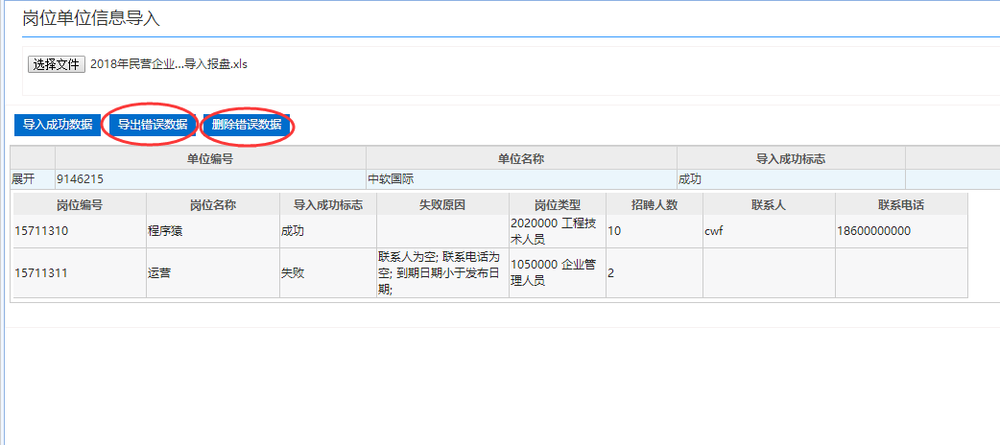 岗位单位信息导入
选择文件 2018年民营企业...导入报盘.xls
导入成功数据 导出错误数据 删除错误数据
单位编号 单位名称 导入成功标志
展开 9146215 中软国际 成功
岗位编号 岗位名称 导入成功标志 失败原因 岗位类型 招聘人数 联系人 联系电话
15711310 程序猿 成功 2020000 工程技
术人员 10 cwf 18600000000
15711311 运营 失败 联系人为空; 联系电话为
空; 到期日期小于发布日
期; 1050000 企业管
理人员 2